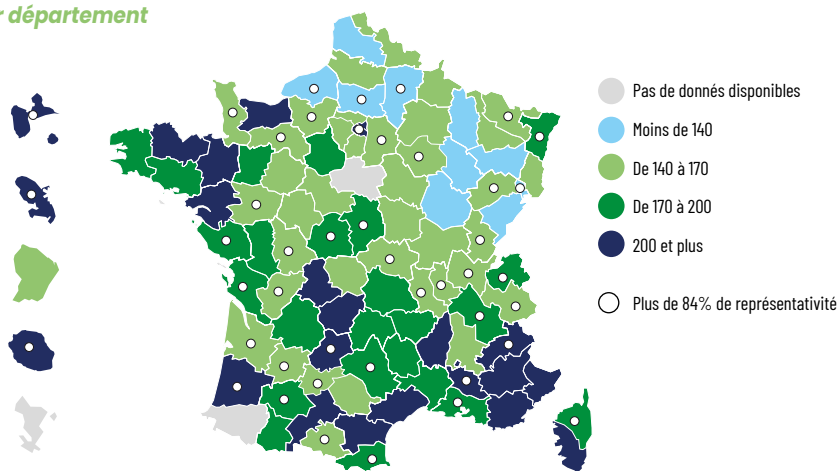 département
Pas de donnés disponibles
Moins de 140
De 140 à 170
De 170 à 200
200 et plus
Plus de 84% de représentativité